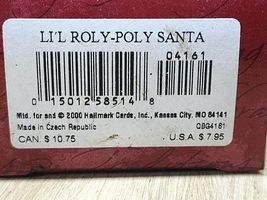 LI'L ROLY-POLY SANTA
04161
0 15012 58514 8
Mfd. for and © 2000 Hallmark Cards, Inc., Kansas City, MO 64141
Made in Czech Republic QBG4161
CAN. $ 10.75 U.S.A. $ 7.95